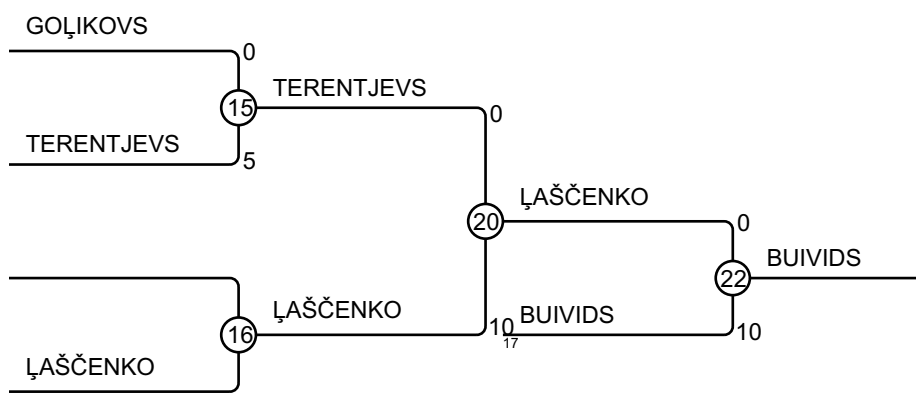 GOĻIKOVS
0
15
TERENTJEVS
TERENTJEVS
5
0
20
ĻAŠČENKO
0
22
BUIVIDS
16
ĻAŠČENKO
10
17
BUIVIDS
10
ĻAŠČENKO